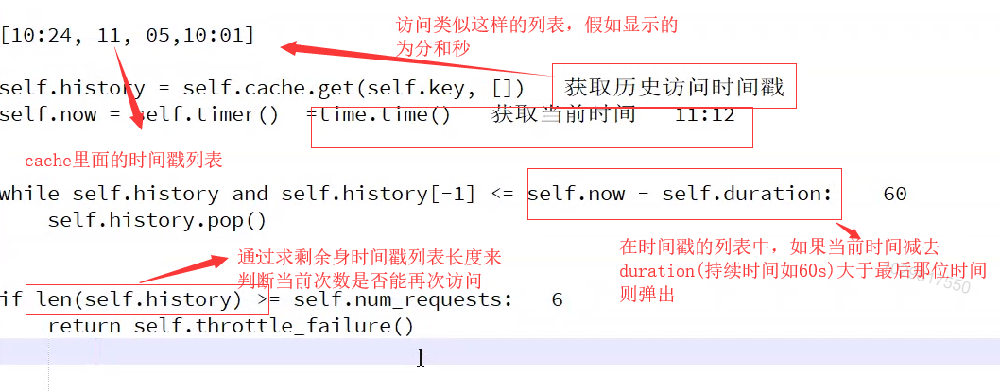 访问类似这样的列表，假如显示的
为分和秒
[10:24, 11, 05,10:01]
self.history = self.cache.get(self.key, []) 获取历史访问时间戳
self.now = self.timer() =time.time() 获取当前时间 11:12
cache里面的时间戳列表
while self.history and self.history[-1] <= self.now - self.duration: 60
self.history.pop()
通过求剩余身时间戳列表长度来
判断当前次数是否能再次访问
在时间戳的列表中，如果当前时间减去
duration(持续时间如60s)大于最后那位时间
则弹出
if len(self.history) >= self.num_requests: 6
return self.throttle_failure()